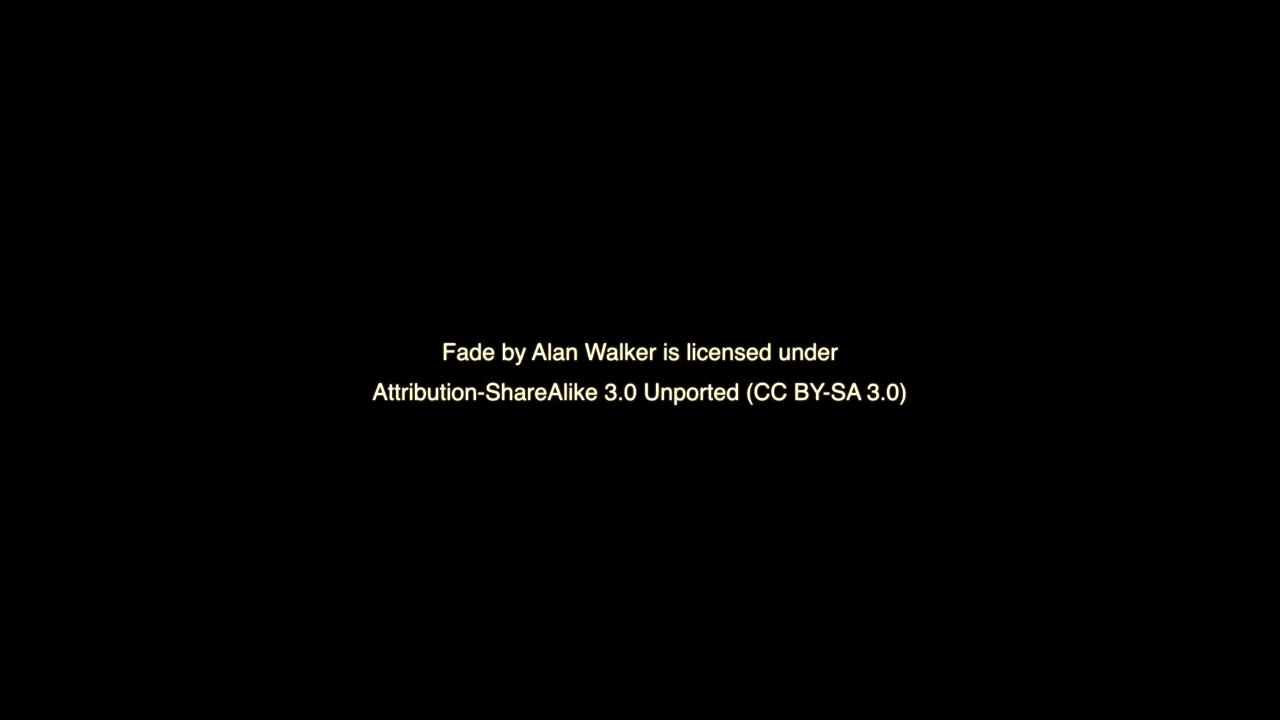 Fade by Alan Walker is licensed under
Attribution-ShareAlike 3.0 Unported (CC BY-SA 3.0)